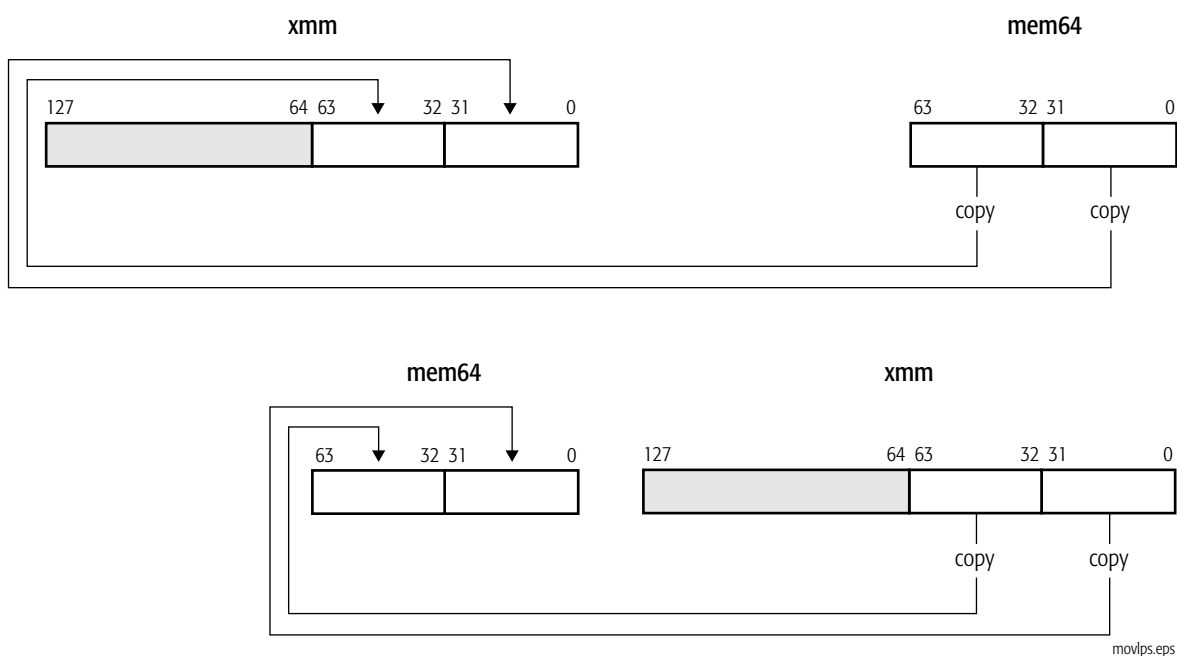 xmm mem64
127 64 63 32 31 0 63 32 31 0
copy copy
mem64 xmm
63 32 31 0 127 64 63 32 31 0
copy copy
movlps.eps